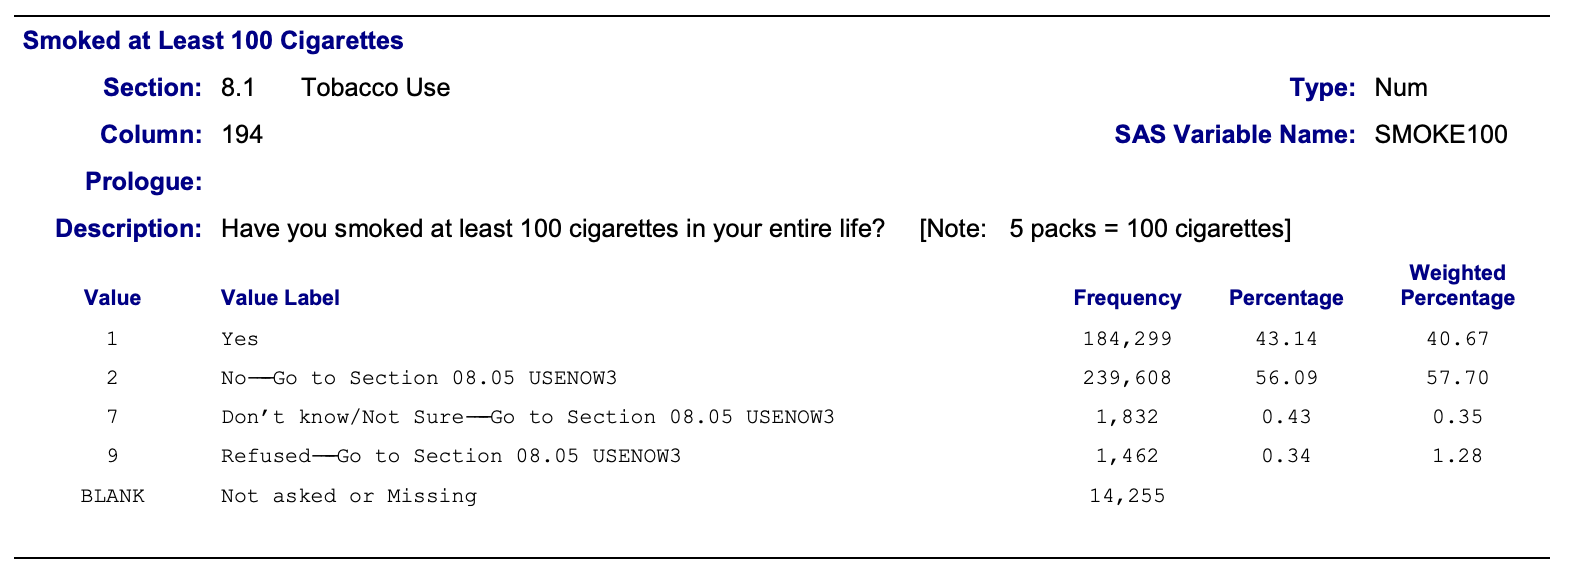 Smoked at Least 100 Cigarettes
Section: 8.1 Tobacco Use Type: Num
Column: 194 SAS Variable Name: SMOKE100
Prologue:
Description: Have you smoked at least 100 cigarettes in your entire life? [Note: 5 packs = 100 cigarettes]
Value Value Label Frequency Percentage Weighted Percentage
1 Yes 184,299 43.14 40.67
2 No——Go to Section 08.05 USENOW3 239,608 56.09 57.70
7 Don’t know/Not Sure——Go to Section 08.05 USENOW3 1,832 0.43 0.35
9 Refused——Go to Section 08.05 USENOW3 1,462 0.34 1.28
BLANK Not asked or Missing 14,255